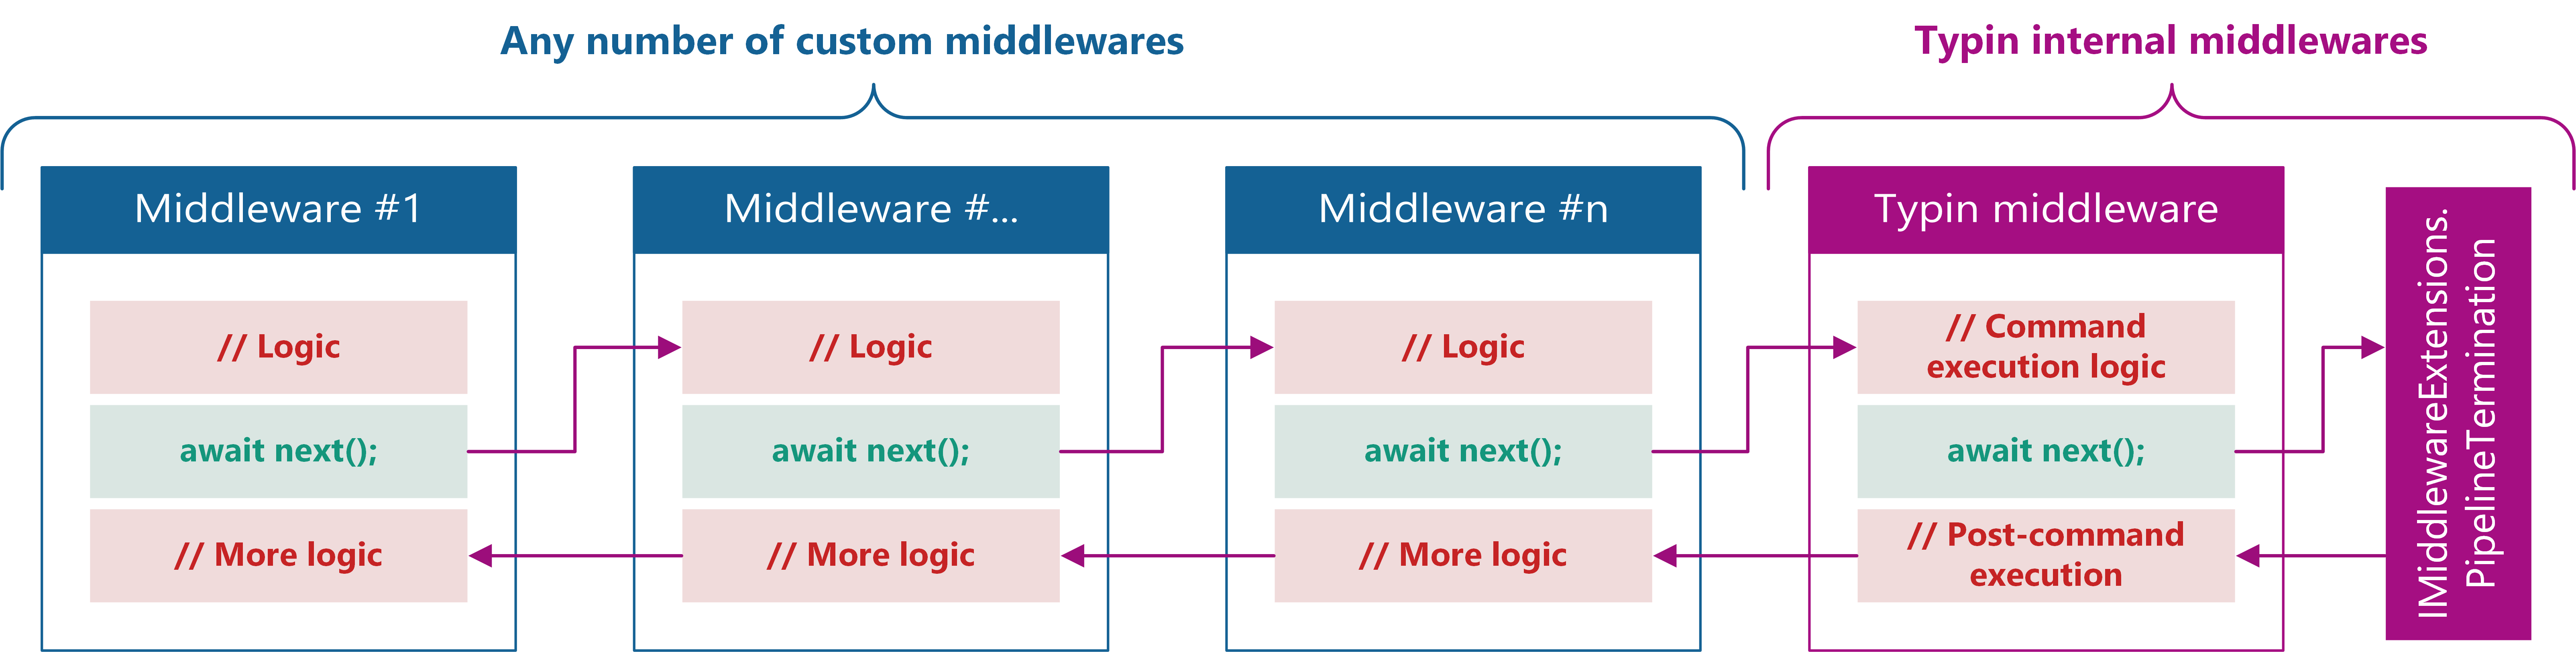 Any number of custom middlewares
Typin internal middlewares
Middleware #1
// Logic
await next();
// More logic
Middleware #...
// Logic
await next();
// More logic
Middleware #n
// Logic
await next();
// More logic
Typin middleware
// Command
execution logic
await next();
// Post-command
execution
IMiddlewareExtensions.
PipelineTermination